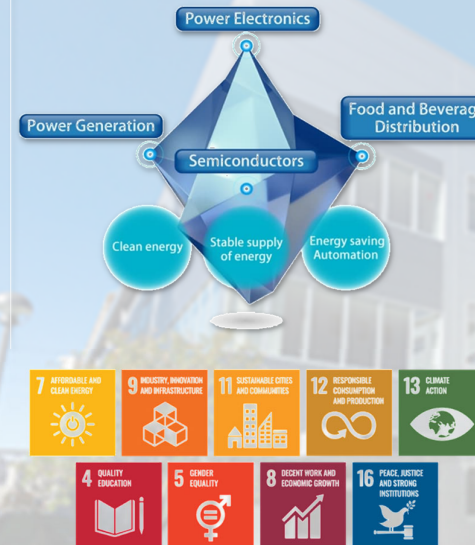 Power Electronics
Power Generation
Food and Beverag
Distribution
Semiconductors
Clean energy
Stable supply
of energy
Energy saving
Automation
7 AFFORDABLE AND
CLEAN ENERGY
9 INDUSTRY, INNOVATION
AND INFRASTRUCTURE
11 SUSTAINABLE CITIES
AND COMMUNITIES
12 RESPONSIBLE
CONSUMPTION
AND PRODUCTION
13 CLIMATE
ACTION
4 QUALITY
EDUCATION
5 GENDER
EQUALITY
8 DECENT WORK AND
ECONOMIC GROWTH
16 PEACE, JUSTICE
AND STRONG
INSTITUTIONS